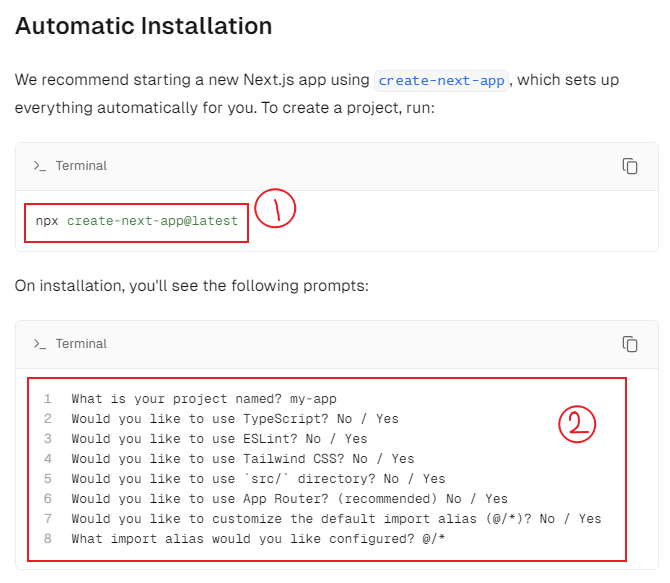 Automatic Installation
We recommend starting a new Next.js app using create-next-app, which sets up
everything automatically for you. To create a project, run:
>_ Terminal
npx create-next-app@latest
1
On installation, you'll see the following prompts:
>_ Terminal
1 What is your project named? my-app
2 Would you like to use TypeScript? No / Yes
3 Would you like to use ESLint? No / Yes
4 Would you like to use Tailwind CSS? No / Yes
5 Would you like to use `src/` directory? No / Yes
6 Would you like to use App Router? (recommended) No / Yes
7 Would you like to customize the default import alias (@/*)? No / Yes
8 What import alias would you like configured? @/*
2